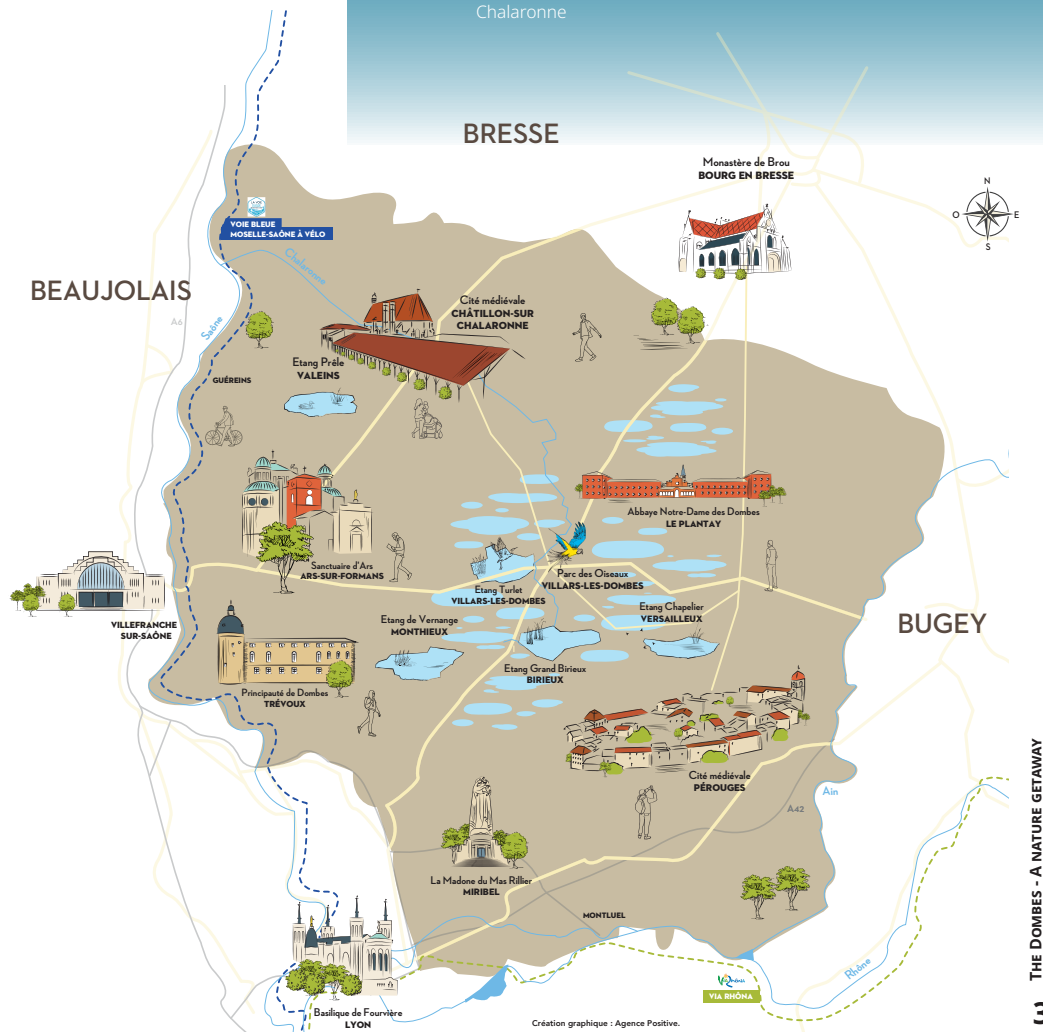 Chalaronne
BRESSE
Monastère de Brou
BOURG EN BRESSE
N
O
E
S
VOIE BLEUE
MOSELLE-SAÔNE À VÉLO
Chalaronne
BEAUJOLAIS
A6
Saône
Cité médiévale
CHÂTILLON-SUR
CHALARONNE
Etang Prêle
VALEINS
GUÉREINS
Abbaye Notre-Dame des Dombes
LE PLANTAY
Sanctuaire d'Ars
ARS-SUR-FORMANS
Parc des Oiseaux
VILLARS-LES-DOMBES
Etang Turlet
VILLARS-LES-DOMBES
Etang Chapelier
VERSAILLEUX
Etang de Vernange
MONTHIEUX
VILLEFRANCHE
SUR-SAÔNE
BUGEY
Etang Grand Birieux
BIRIEUX
Principauté de Dombes
TRÉVOUX
Cité médiévale
PÉROUGES
Ain
A42
La Madone du Mas Rillier
MIRIBEL
MONTLUEL
Rhône
VIA RHÔNA
Basilique de Fourvière
LYON
Création graphique : Agence Positive.
THE DOMBES - A NATURE GETAWAY